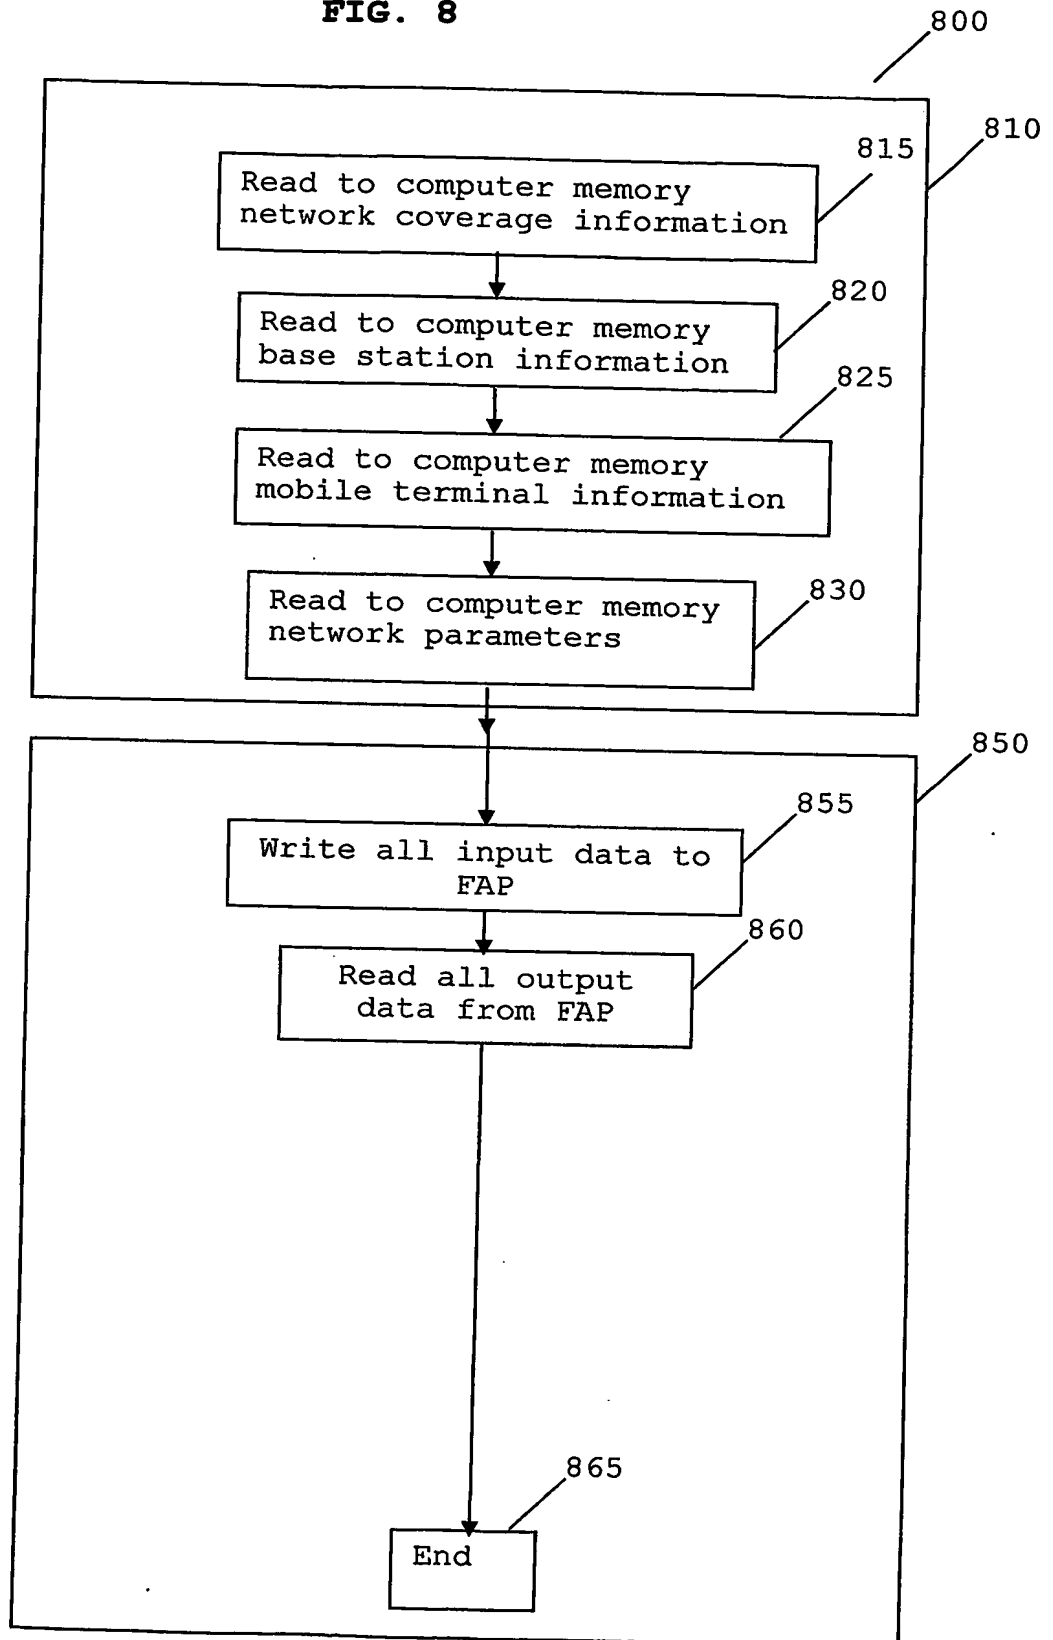 FIG. 8
800
810
815
Read to computer memory
network coverage information
820
Read to computer memory
base station information
825
Read to computer memory
mobile terminal information
830
Read to computer memory
network parameters
850
855
Write all input data to
FAP
860
Read all output
data from FAP
865
End